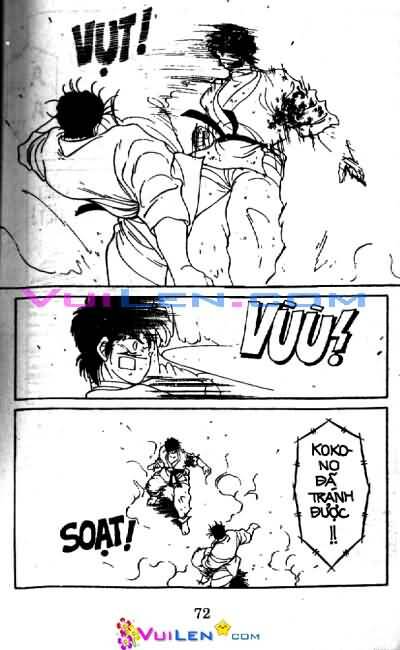 VỤT!
VUILEN.COM
VÙÙ!
KOKO-
NO
ĐÃ
TRÁNH
ĐƯỢC
!!
SOẠT!
72
VUILEN
.COM